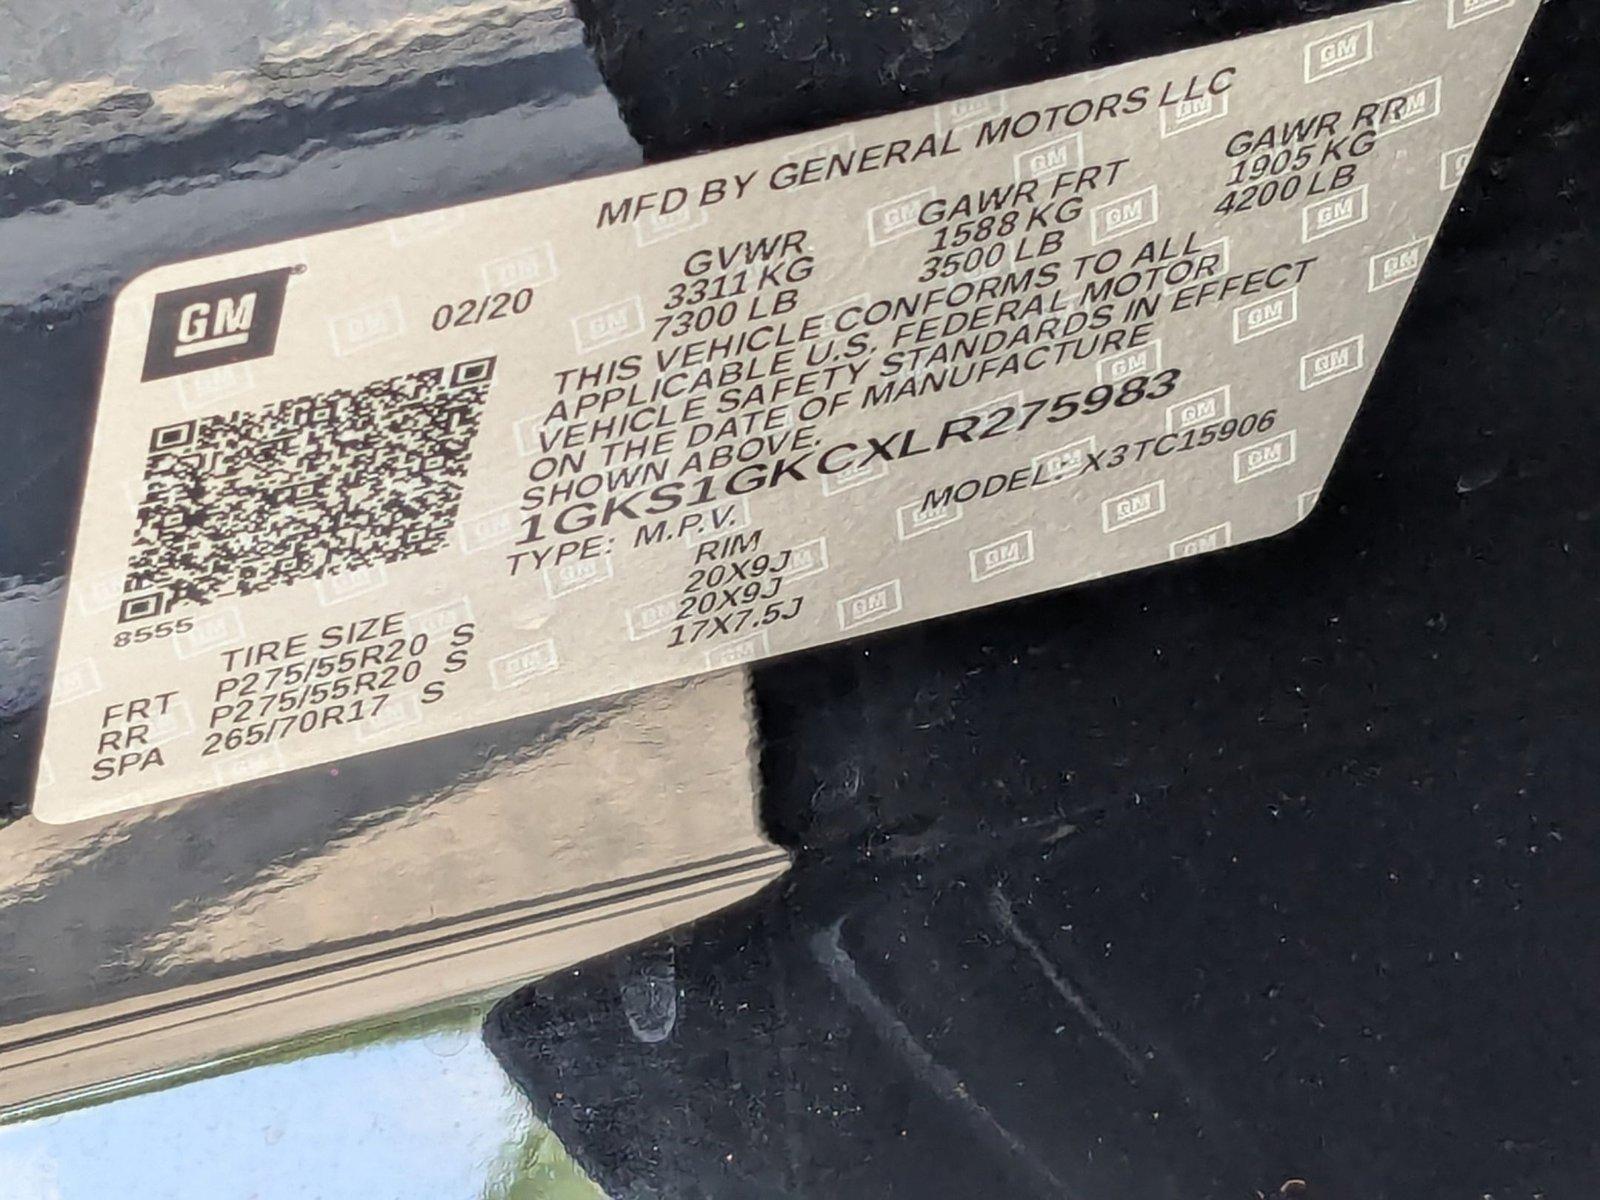 MFD BY GENERAL MOTORS LLC
GM
02/20
GVWR GAWR FRT GAWR RR
3311 KG 1588 KG 1905 KG
7300 LB 3500 LB 4200 LB
THIS VEHICLE CONFORMS TO ALL
APPLICABLE U.S. FEDERAL MOTOR
VEHICLE SAFETY STANDARDS IN EFFECT
ON THE DATE OF MANUFACTURE
SHOWN ABOVE.
1GKS1GKCXLR275983
TYPE: M.P.V. MODEL: X3TC15906
8555
TIRE SIZE RIM
FRT P275/55R20 S 20X9J
RR P275/55R20 S 20X9J
SPA 265/70R17 S 17X7.5J